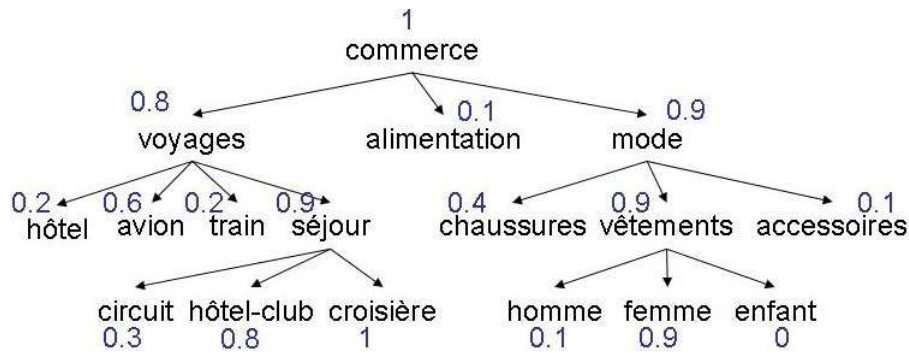 1
commerce
0.8 0.1 0.9
voyages alimentation mode
0.2 0.6 0.2 0.9 0.4 0.9 0.1
hôtel avion train séjour chaussures vêtements accessoires
circuit hôtel-club croisière homme femme enfant
0.3 0.8 1 0.1 0.9 0